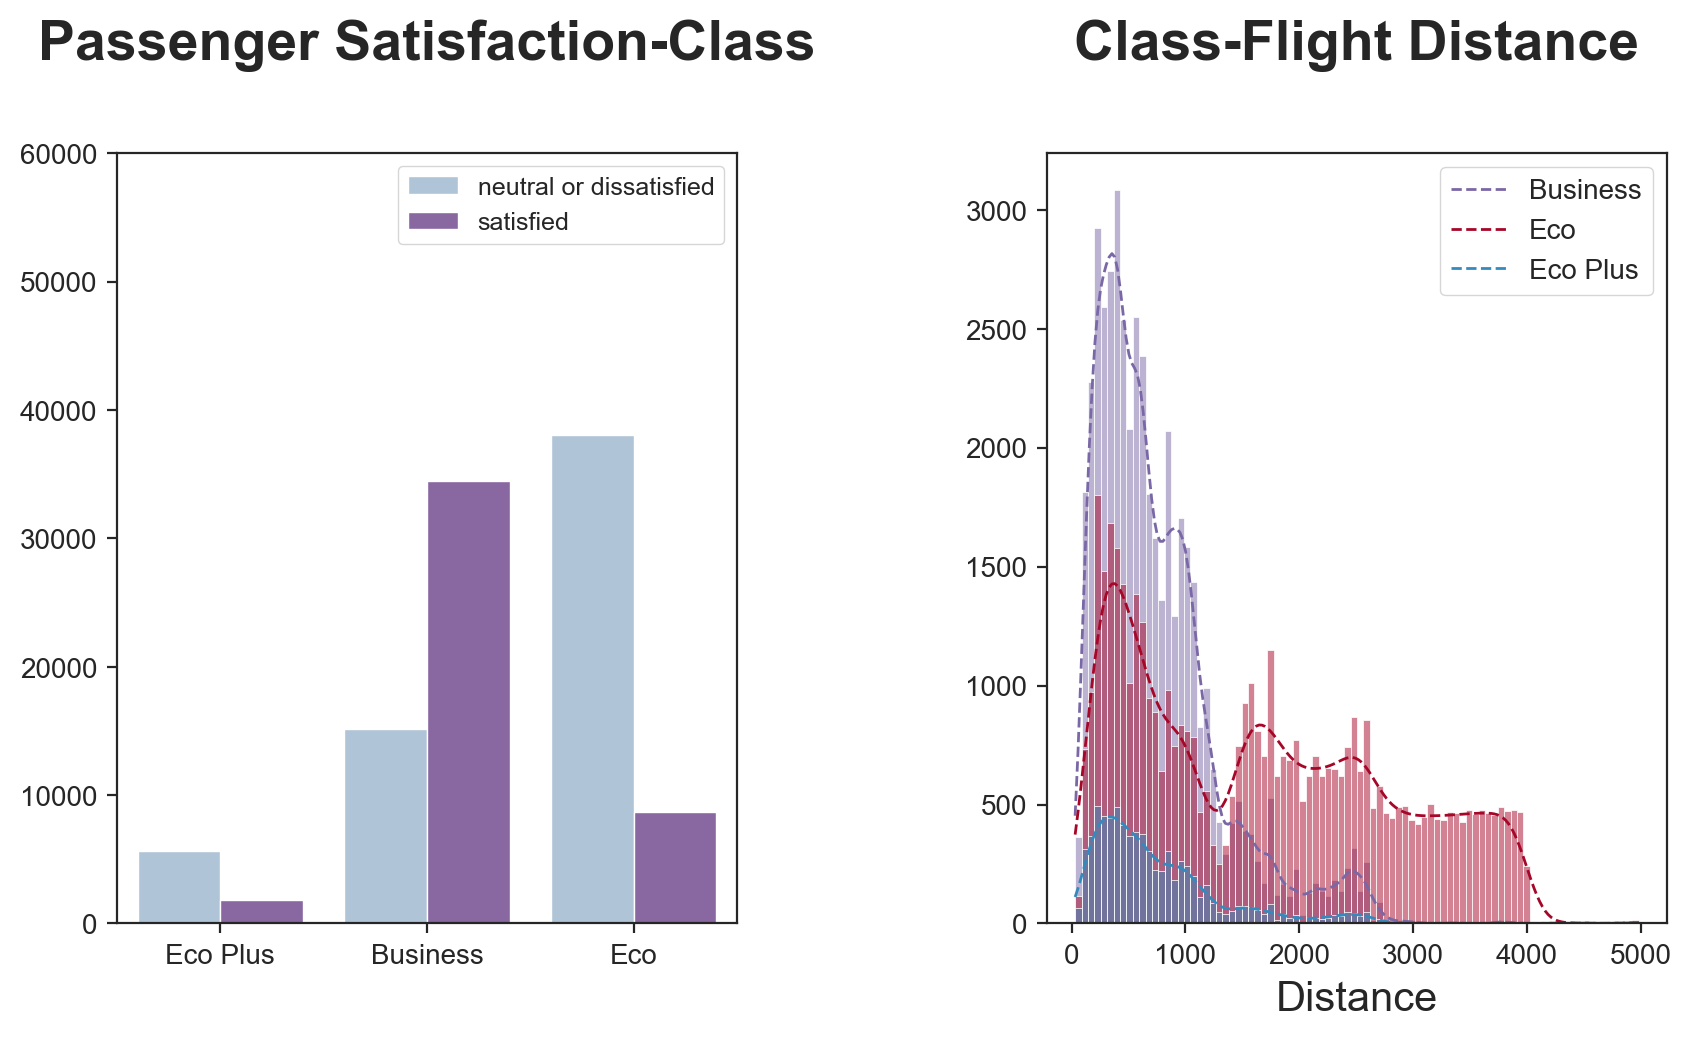 Passenger Satisfaction-Class
60000
50000
40000
30000
20000
10000
0
neutral or dissatisfied
satisfied
Eco Plus Business Eco
Class-Flight Distance
3000
2500
2000
1500
1000
500
0
Business
Eco
Eco Plus
0 1000 2000 3000 4000 5000
Distance